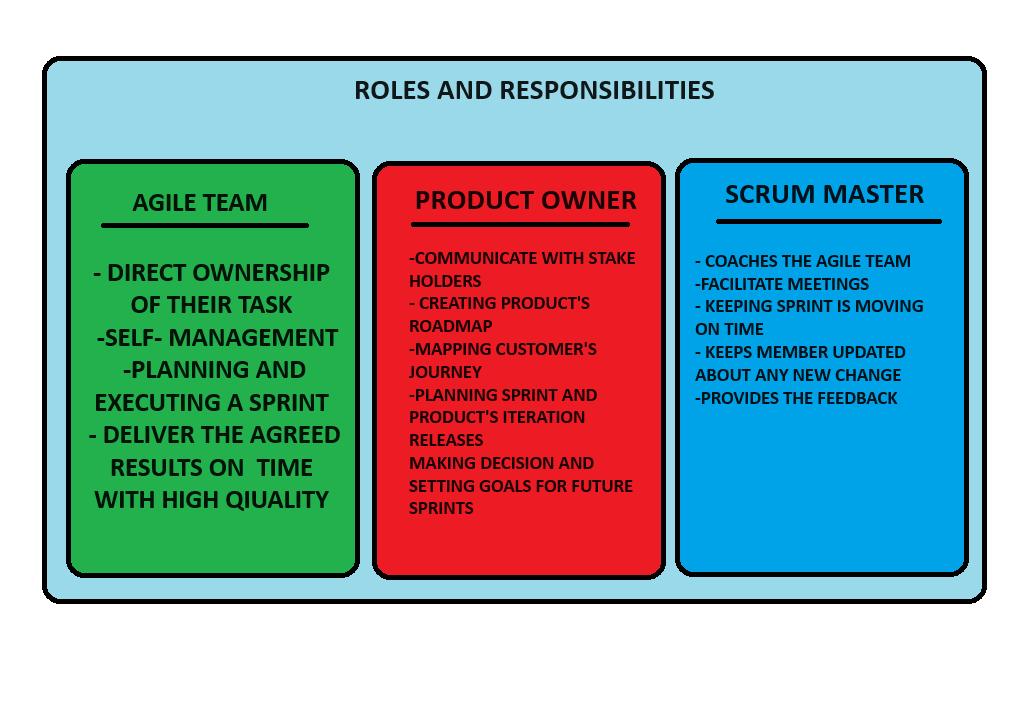 ROLES AND RESPONSIBILITIES
AGILE TEAM
- DIRECT OWNERSHIP
OF THEIR TASK
-SELF- MANAGEMENT
-PLANNING AND
EXECUTING A SPRINT
- DELIVER THE AGREED
RESULTS ON  TIME
WITH HIGH QIUALITY
PRODUCT OWNER
-COMMUNICATE WITH STAKE
HOLDERS
- CREATING PRODUCT'S
ROADMAP
-MAPPING CUSTOMER'S
JOURNEY
-PLANNING SPRINT AND
PRODUCT'S ITERATION
RELEASES
MAKING DECISION AND
SETTING GOALS FOR FUTURE
SPRINTS
SCRUM MASTER
- COACHES THE AGILE TEAM
-FACILITATE MEETINGS
- KEEPING SPRINT IS MOVING
ON TIME
- KEEPS MEMBER UPDATED
ABOUT ANY NEW CHANGE
-PROVIDES THE FEEDBACK